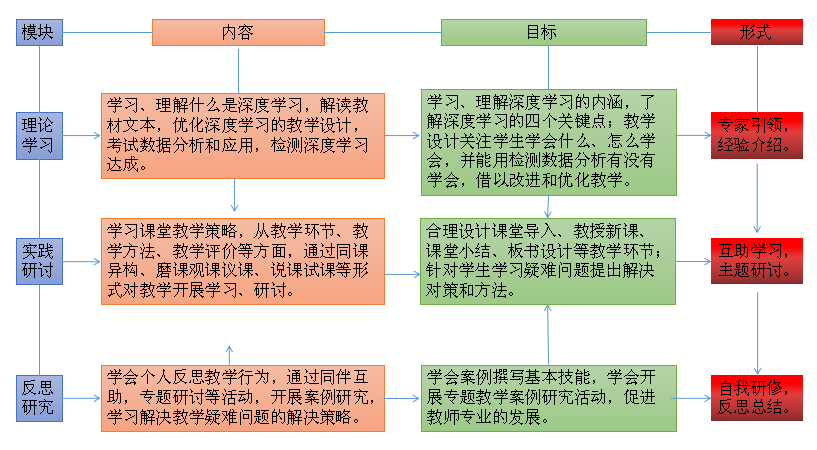 模块
内容
目标
形式
理论
学习
学习、理解什么是深度学习，解读教
材文本，优化深度学习的教学设计，
考试数据分析和应用，检测深度学习
达成。
学习、理解深度学习的内涵，了
解深度学习的四个关键点；教学
设计关注学生学会什么、怎么学
会，并能用检测数据分析有没有
学会，借以改进和优化教学。
专家引领，
经验介绍。
实践
研讨
学习课堂教学策略，从教学环节、教
学方法、教学评价等方面，通过同课
异构、磨课观课议课、说课试课等形
式对教学开展学习、研讨。
合理设计课堂导入、教授新课、
课堂小结、板书设计等教学环节；
针对学生学习疑难问题提出解决
对策和方法。
互助学习，
主题研讨。
反思
研究
学会个人反思教学行为，通过同伴互
助，专题研讨等活动，开展案例研究，
学习解决教学疑难问题的解决策略。
学会案例撰写基本技能，学会开
展专题教学案例研究活动，促进
教师专业的发展。
自我研修，
反思总结。